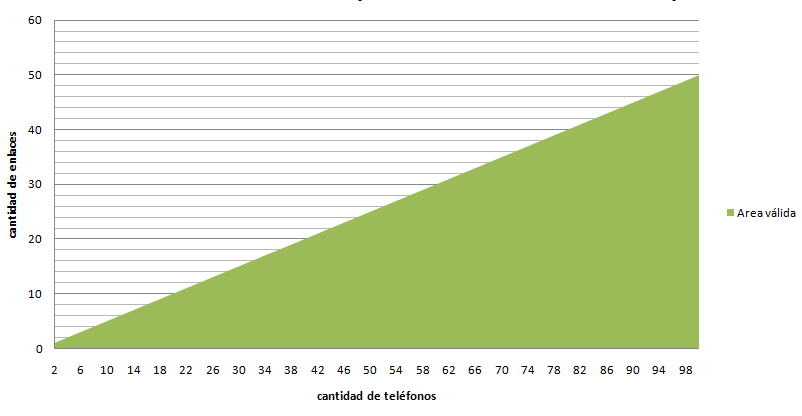 60
50
40
30
20
10
0
cantidad de enlaces
2 6 10 14 18 22 26 30 34 38 42 46 50 54 58 62 66 70 74 78 82 86 90 94 98
cantidad de teléfonos
Area válida